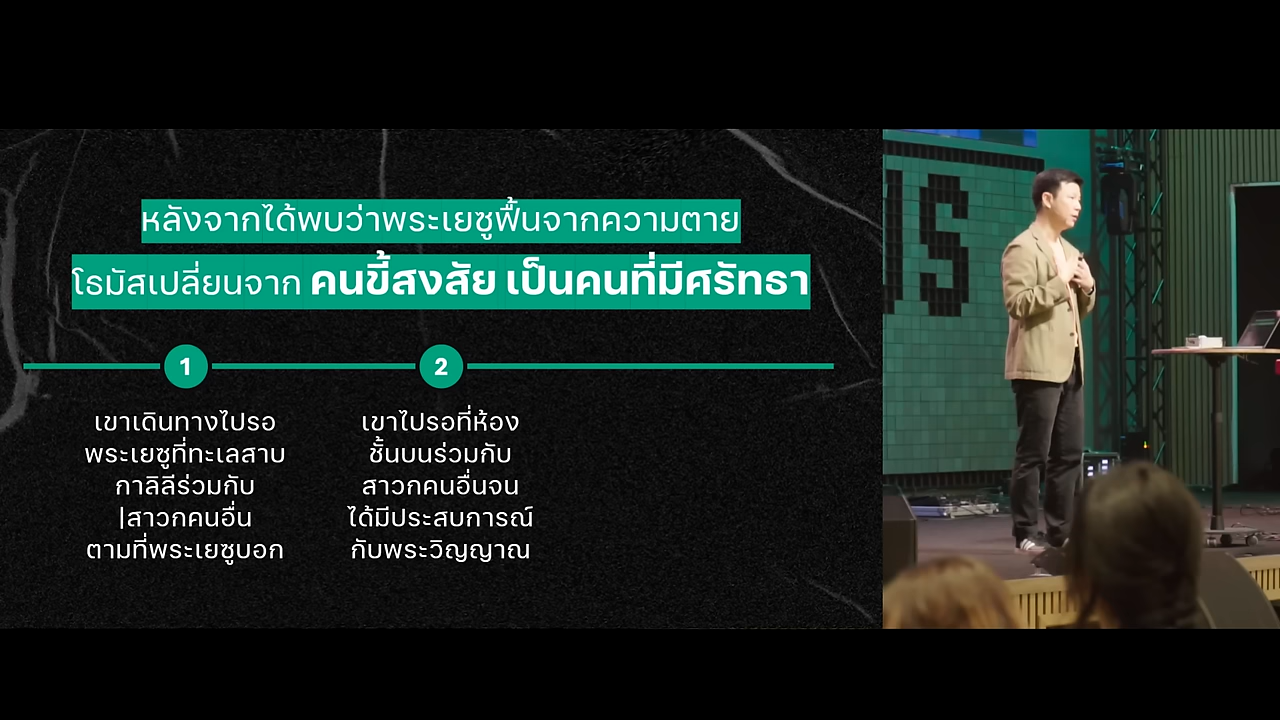 หลังจากได้พบว่าพระเยซูฟื้นจากความตาย
โธมัสเปลี่ยนจาก คนขี้สงสัย เป็นคนที่มีศรัทธา
1
2
เขาเดินทางไปรอ
พระเยซูที่ทะเลสาบ
กาลิลีร่วมกับ
|สาวกคนอื่น
ตามที่พระเยซูบอก
เขาไปรอที่ห้อง
ชั้นบนร่วมกับ
สาวกคนอื่นจน
ได้มีประสบการณ์
กับพระวิญญาณ
US